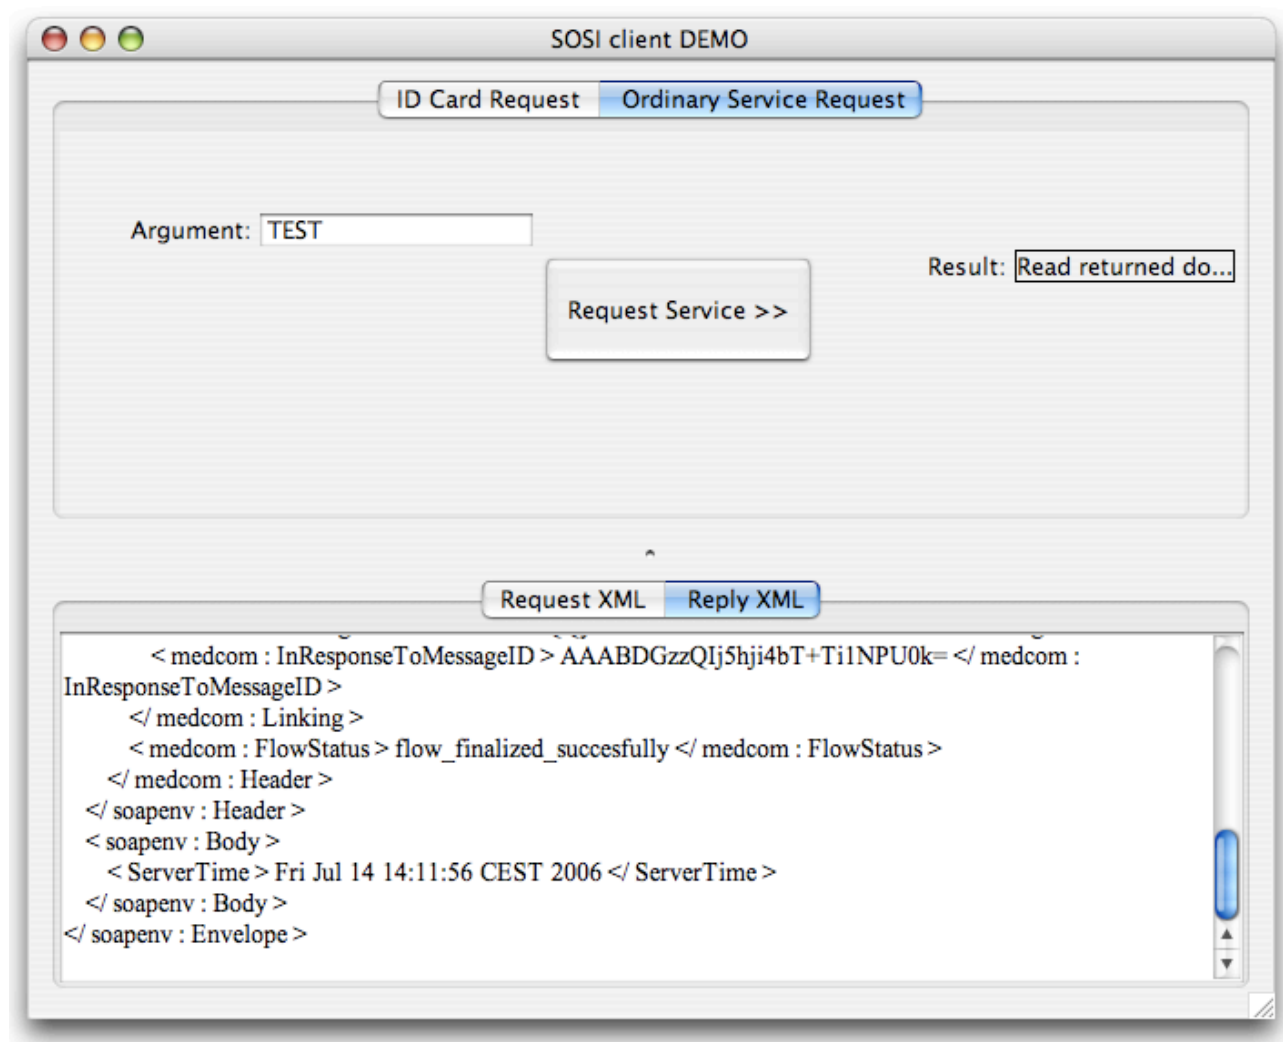 SOSI client DEMO
ID Card Request Ordinary Service Request
Argument: TEST
Result: Read returned do...
Request Service >>
Request XML Reply XML
< medcom : InResponseToMessageID > AAABDGzzQIj5hji4bT+Ti1NPU0k= </ medcom :
InResponseToMessageID >
</ medcom : Linking >
< medcom : FlowStatus > flow_finalized_succesfully </ medcom : FlowStatus >
</ medcom : Header >
</ soapenv : Header >
< soapenv : Body >
< ServerTime > Fri Jul 14 14:11:56 CEST 2006 </ ServerTime >
</ soapenv : Body >
</ soapenv : Envelope >